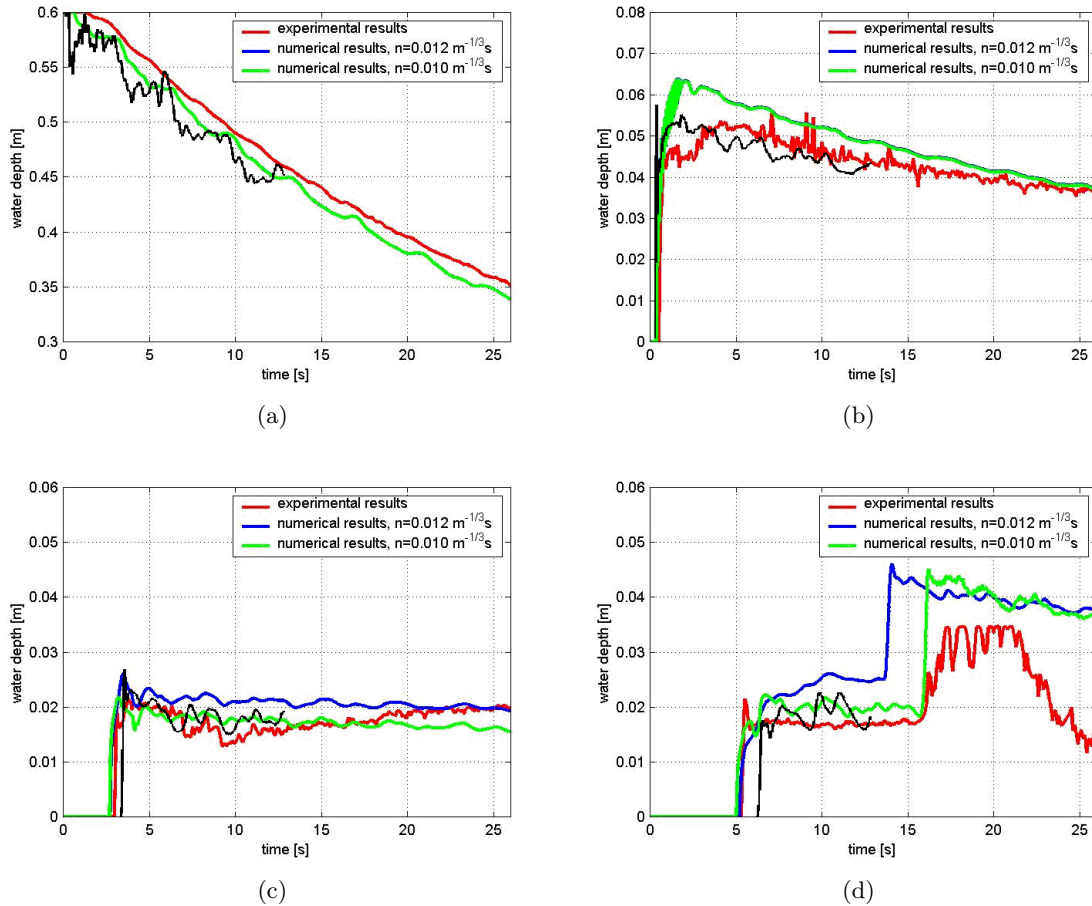 0.6
0.55
0.5
0.45
0.4
0.35
0.3
water depth [m]
experimental results
numerical results, n=0.012 m^{-1/3}s
numerical results, n=0.010 m^{-1/3}s
0 5 10 15 20 25
time [s]
(a)
0.08
0.07
0.06
0.05
0.04
0.03
0.02
0.01
0
water depth [m]
experimental results
numerical results, n=0.012 m^{-1/3}s
numerical results, n=0.010 m^{-1/3}s
0 5 10 15 20 25
time [s]
(b)
0.06
0.05
0.04
0.03
0.02
0.01
0
water depth [m]
experimental results
numerical results, n=0.012 m^{-1/3}s
numerical results, n=0.010 m^{-1/3}s
0 5 10 15 20 25
time [s]
(c)
0.06
0.05
0.04
0.03
0.02
0.01
0
water depth [m]
experimental results
numerical results, n=0.012 m^{-1/3}s
numerical results, n=0.010 m^{-1/3}s
0 5 10 15 20 25
time [s]
(d)